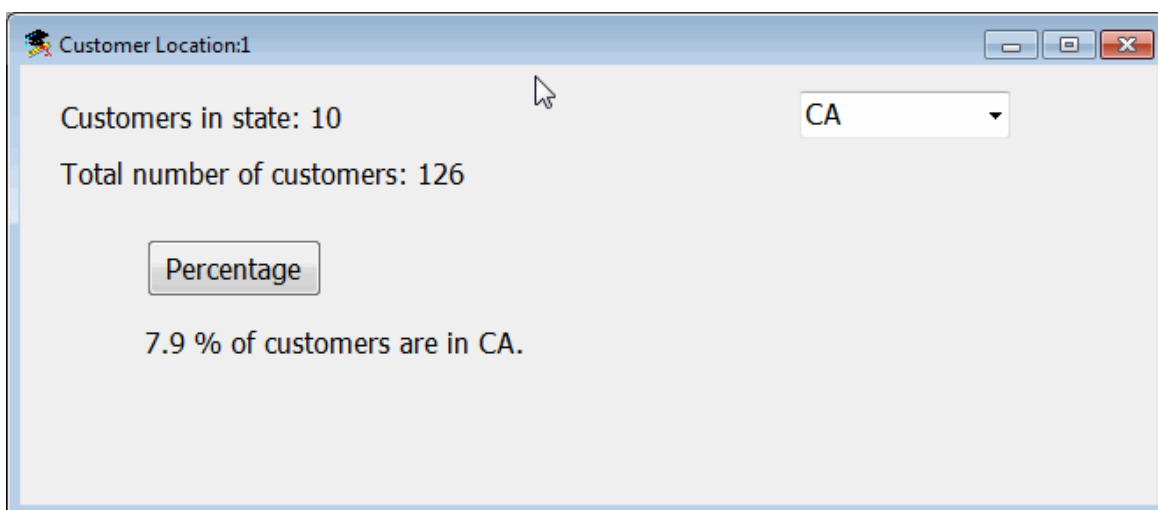 Customer Location:1
Customers in state: 10
CA
Total number of customers: 126
Percentage
7.9 % of customers are in CA.